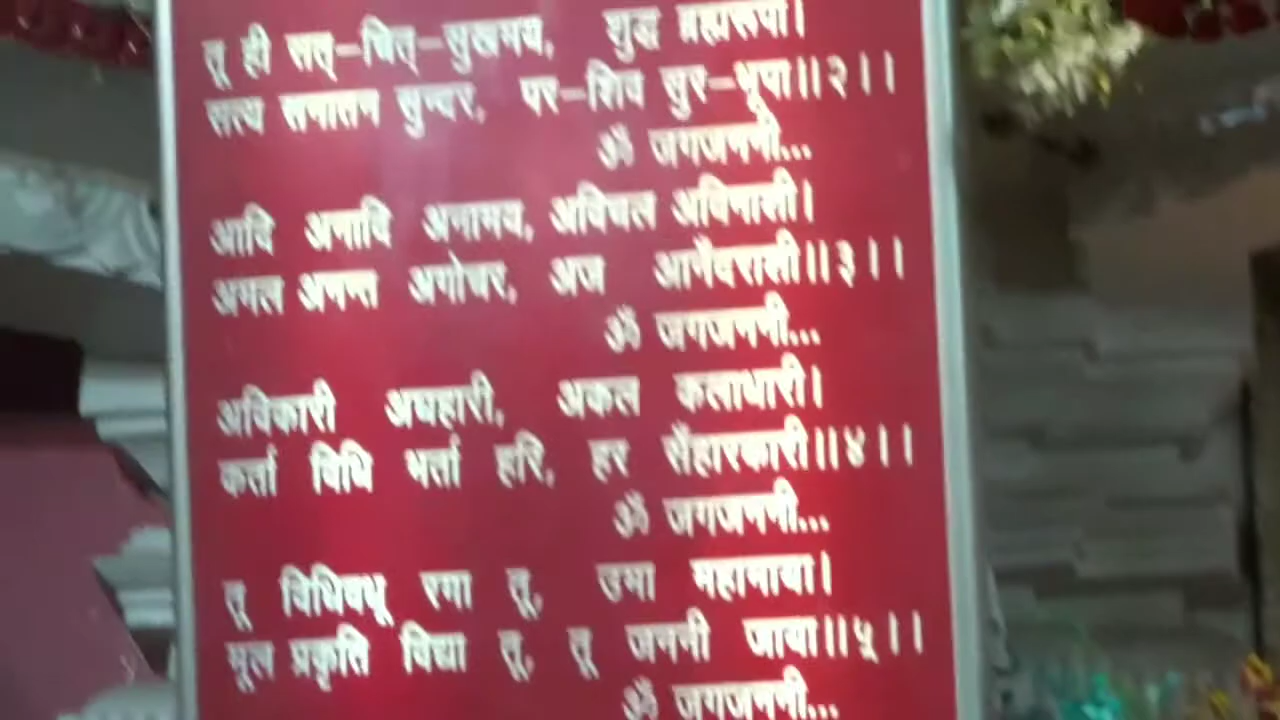 तू ही सत्–चित्–सुखमय, शुद्ध ब्रह्मरूपा।
सत्य सनातन सुन्दर, पर–शिव सुर–भूपा॥२।।
ॐ जगजननी...
आदि अनादि अनामय, अविचल अविनाशी।
अमल अनन्त अगोचर, अज आनँदराशी॥३।।
ॐ जगजननी...
अविकारी अघहारी, अकल कलाधारी।
कर्ता विधि भर्ता हरि, हर सँहारकारी॥४।।
ॐ जगजननी...
तू विधिवधू रमा तू, उमा महामाया।
मूल प्रकृति विद्या तू, तू जननी जाया॥५।।
ॐ जगजननी...